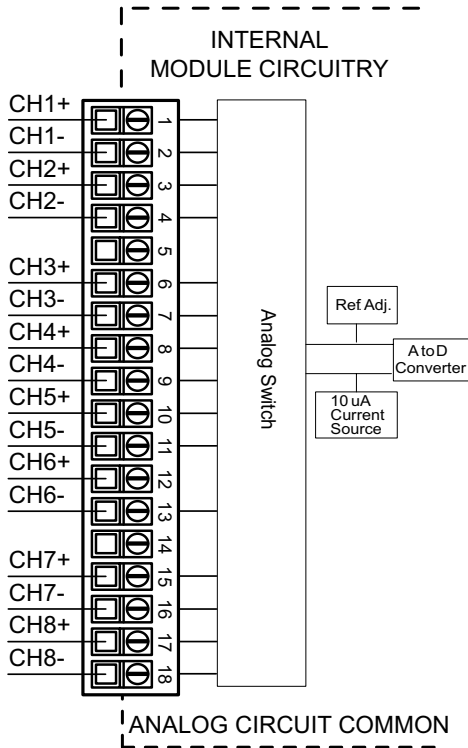 INTERNAL
MODULE CIRCUITRY
CH1+
CH1-
CH2+
CH2-
CH3+
CH3-
CH4+
CH4-
CH5+
CH5-
CH6+
CH6-
CH7+
CH7-
CH8+
CH8-
1
2
3
4
5
6
7
8
9
10
11
12
13
14
15
16
17
18
Analog Switch
Ref Adj.
A to D
Converter
10 uA
Current
Source
ANALOG CIRCUIT COMMON